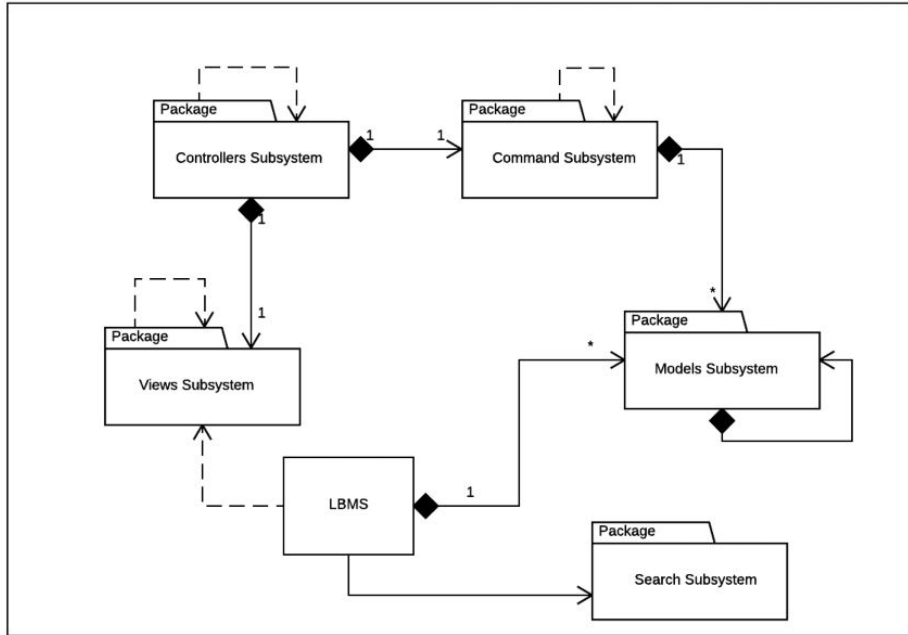 Package
Package
Controllers Subsystem
1
1
Command Subsystem
1
1
*
1
Package
Package
*
Views Subsystem
Models Subsystem
1
LBMS
Package
Search Subsystem